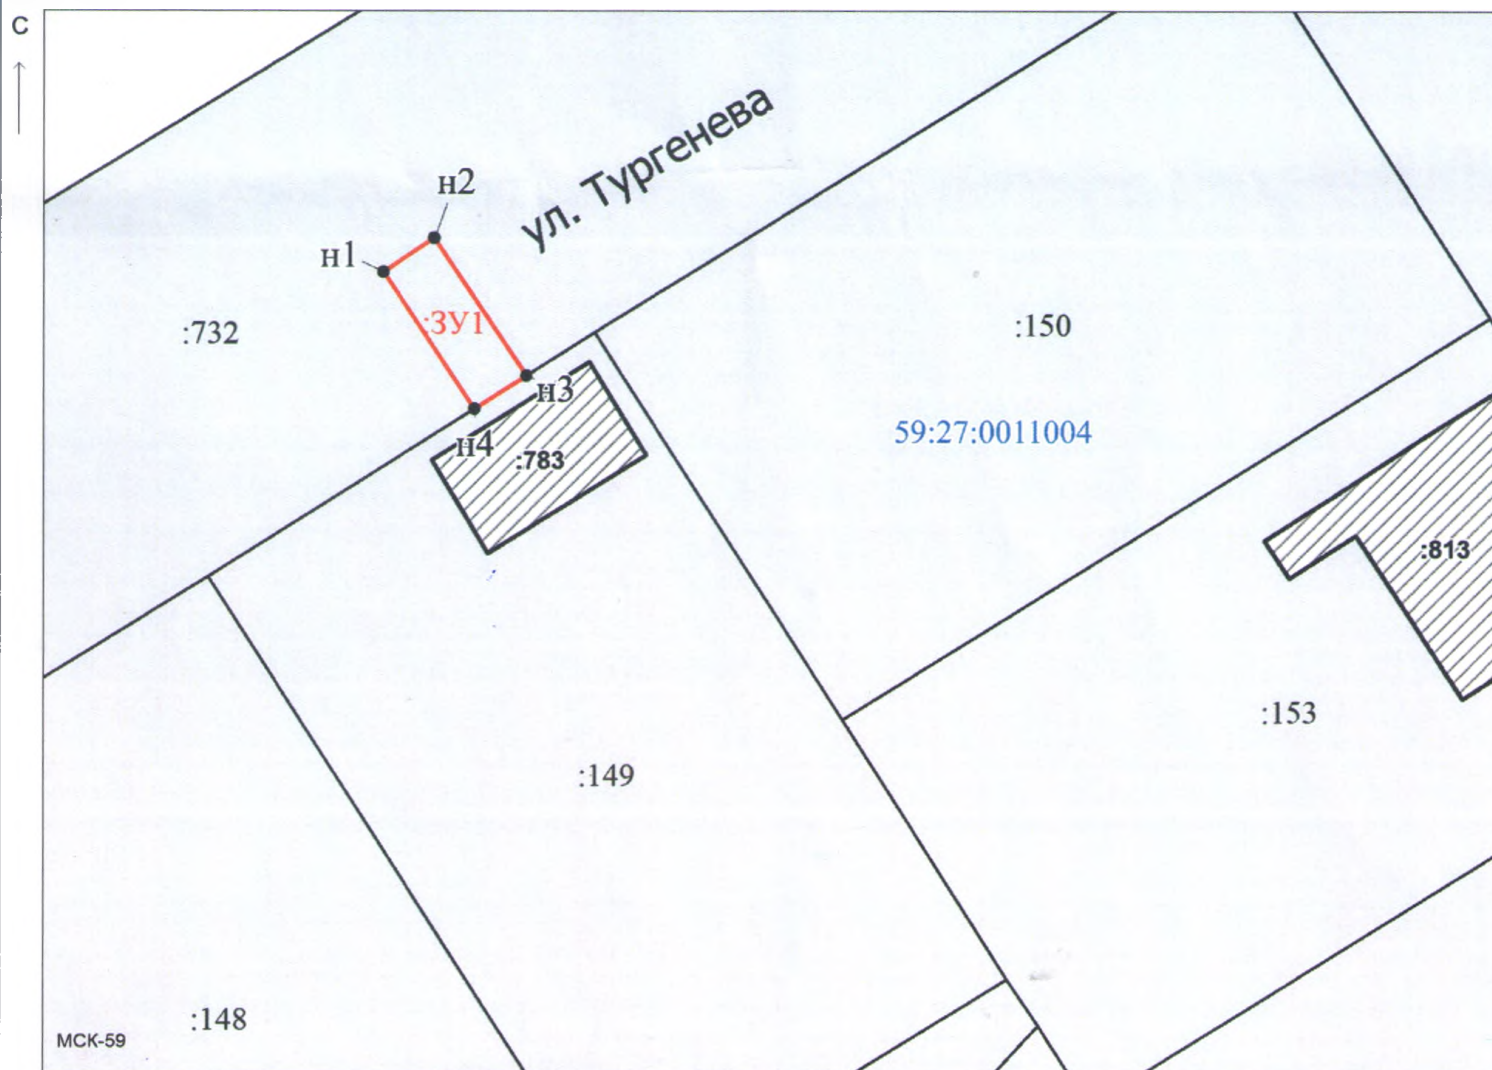 С
ул. Тургенева
н2
н1
:ЗУ1
:732
:150
н3
59:27:0011004
н4
:783
:813
:153
:149
:148
МСК-59